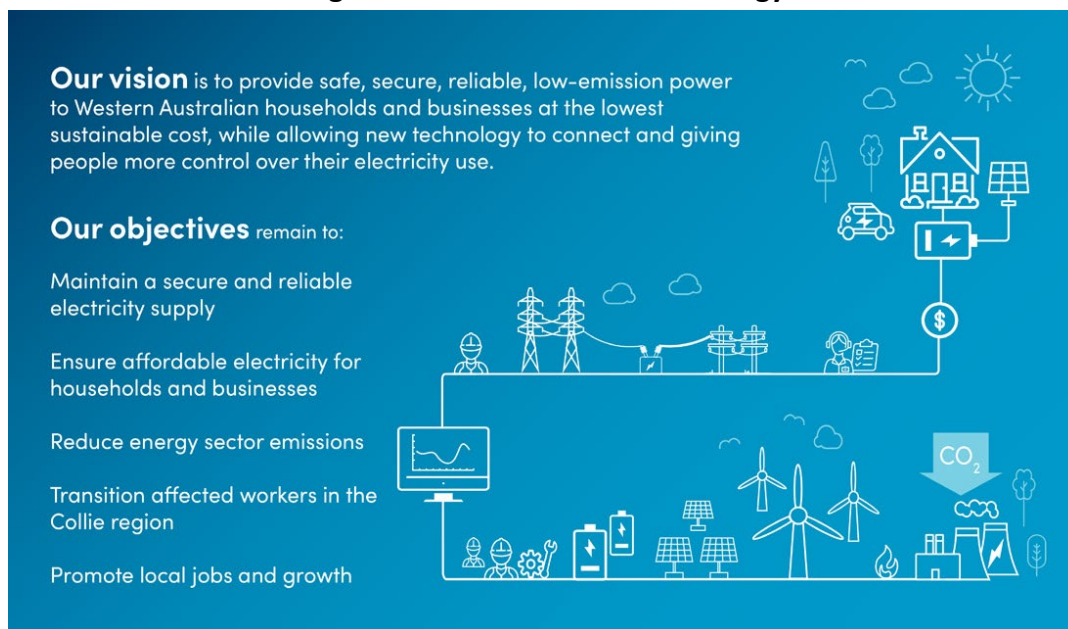 Our vision is to provide safe, secure, reliable, low-emission power
to Western Australian households and businesses at the lowest
sustainable cost, while allowing new technology to connect and giving
people more control over their electricity use.
Our objectives remain to:
Maintain a secure and reliable
electricity supply
Ensure affordable electricity for
households and businesses
Reduce energy sector emissions
Transition affected workers in the
Collie region
Promote local jobs and growth
$
CO2